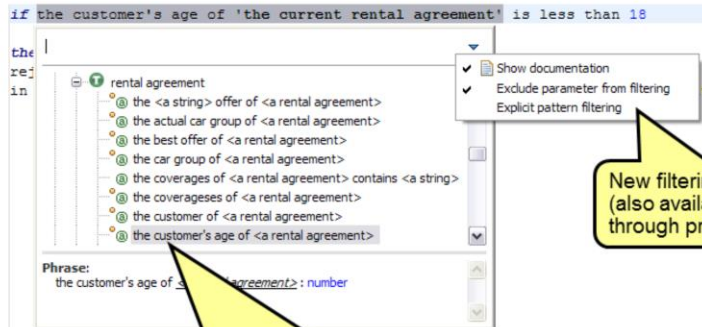 if the customer's age of 'the current rental agreement' is less than 18
the
rej
in
Show documentation
Exclude parameter from filtering
Explicit pattern filtering
rental agreement
the <a string> offer of <a rental agreement>
the actual car group of <a rental agreement>
the best offer of <a rental agreement>
the car group of <a rental agreement>
the coverages of <a rental agreement> contains <a string>
the coverageses of <a rental agreement>
the customer of <a rental agreement>
the customer's age of <a rental agreement>
New filteri
(also availa
through pr
Phrase:
the customer's age of agreement> : number